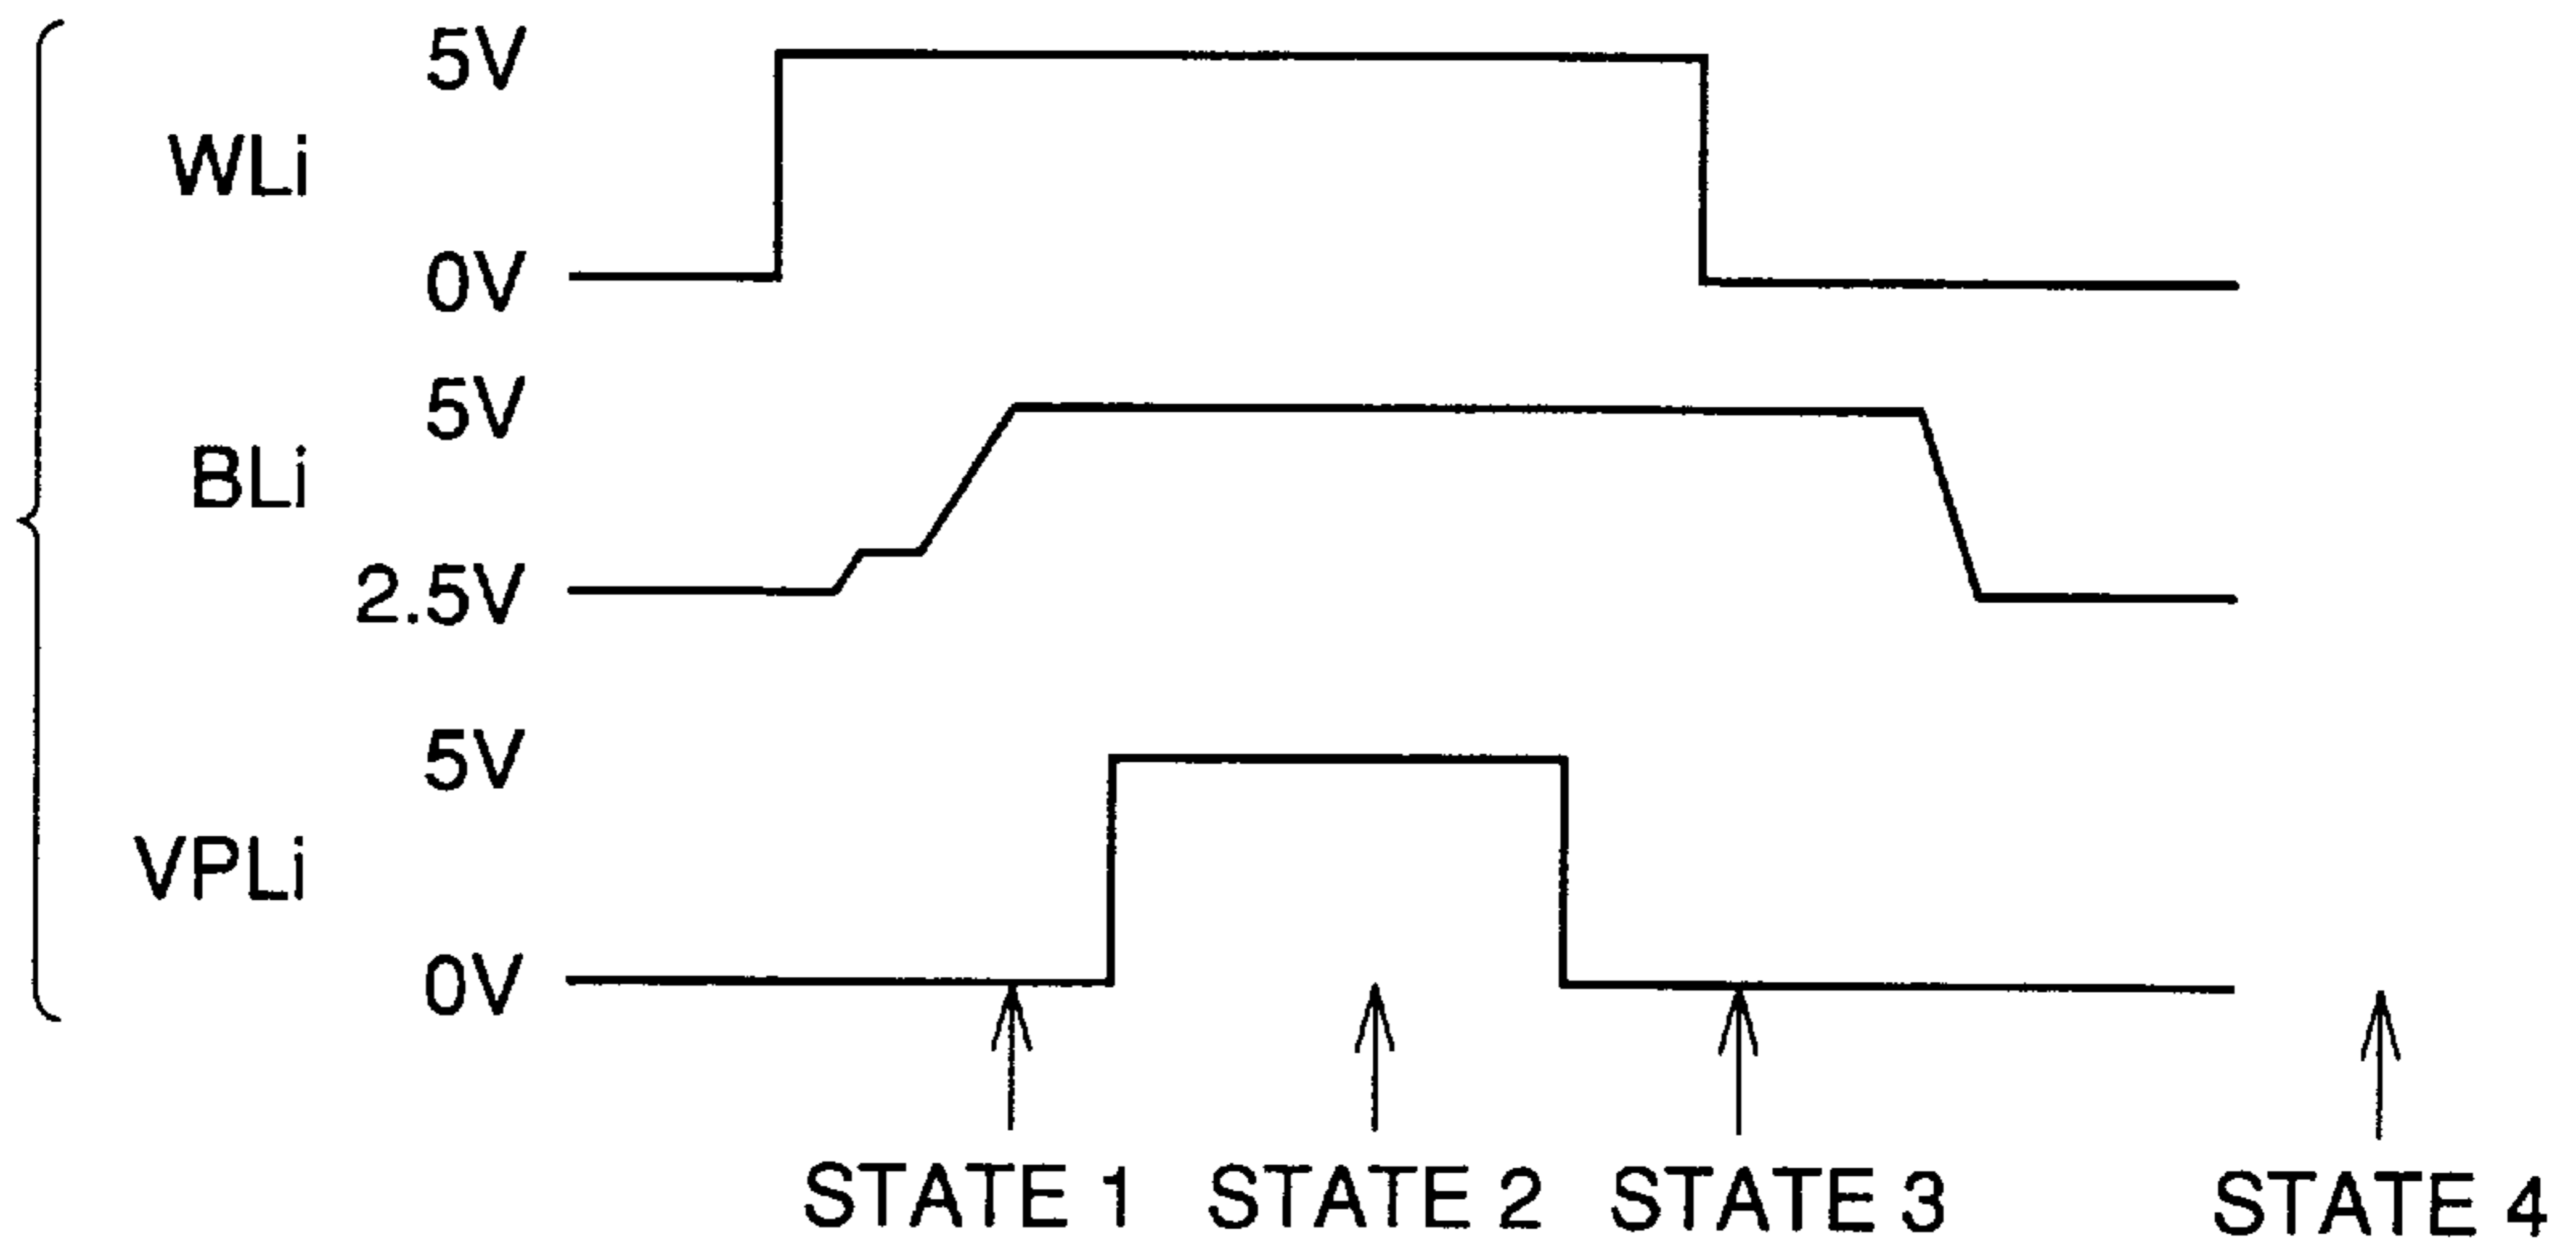 5V
WLi
0V
5V
BLi
2.5V
5V
VPLi
0V
STATE 1 STATE 2 STATE 3 STATE 4